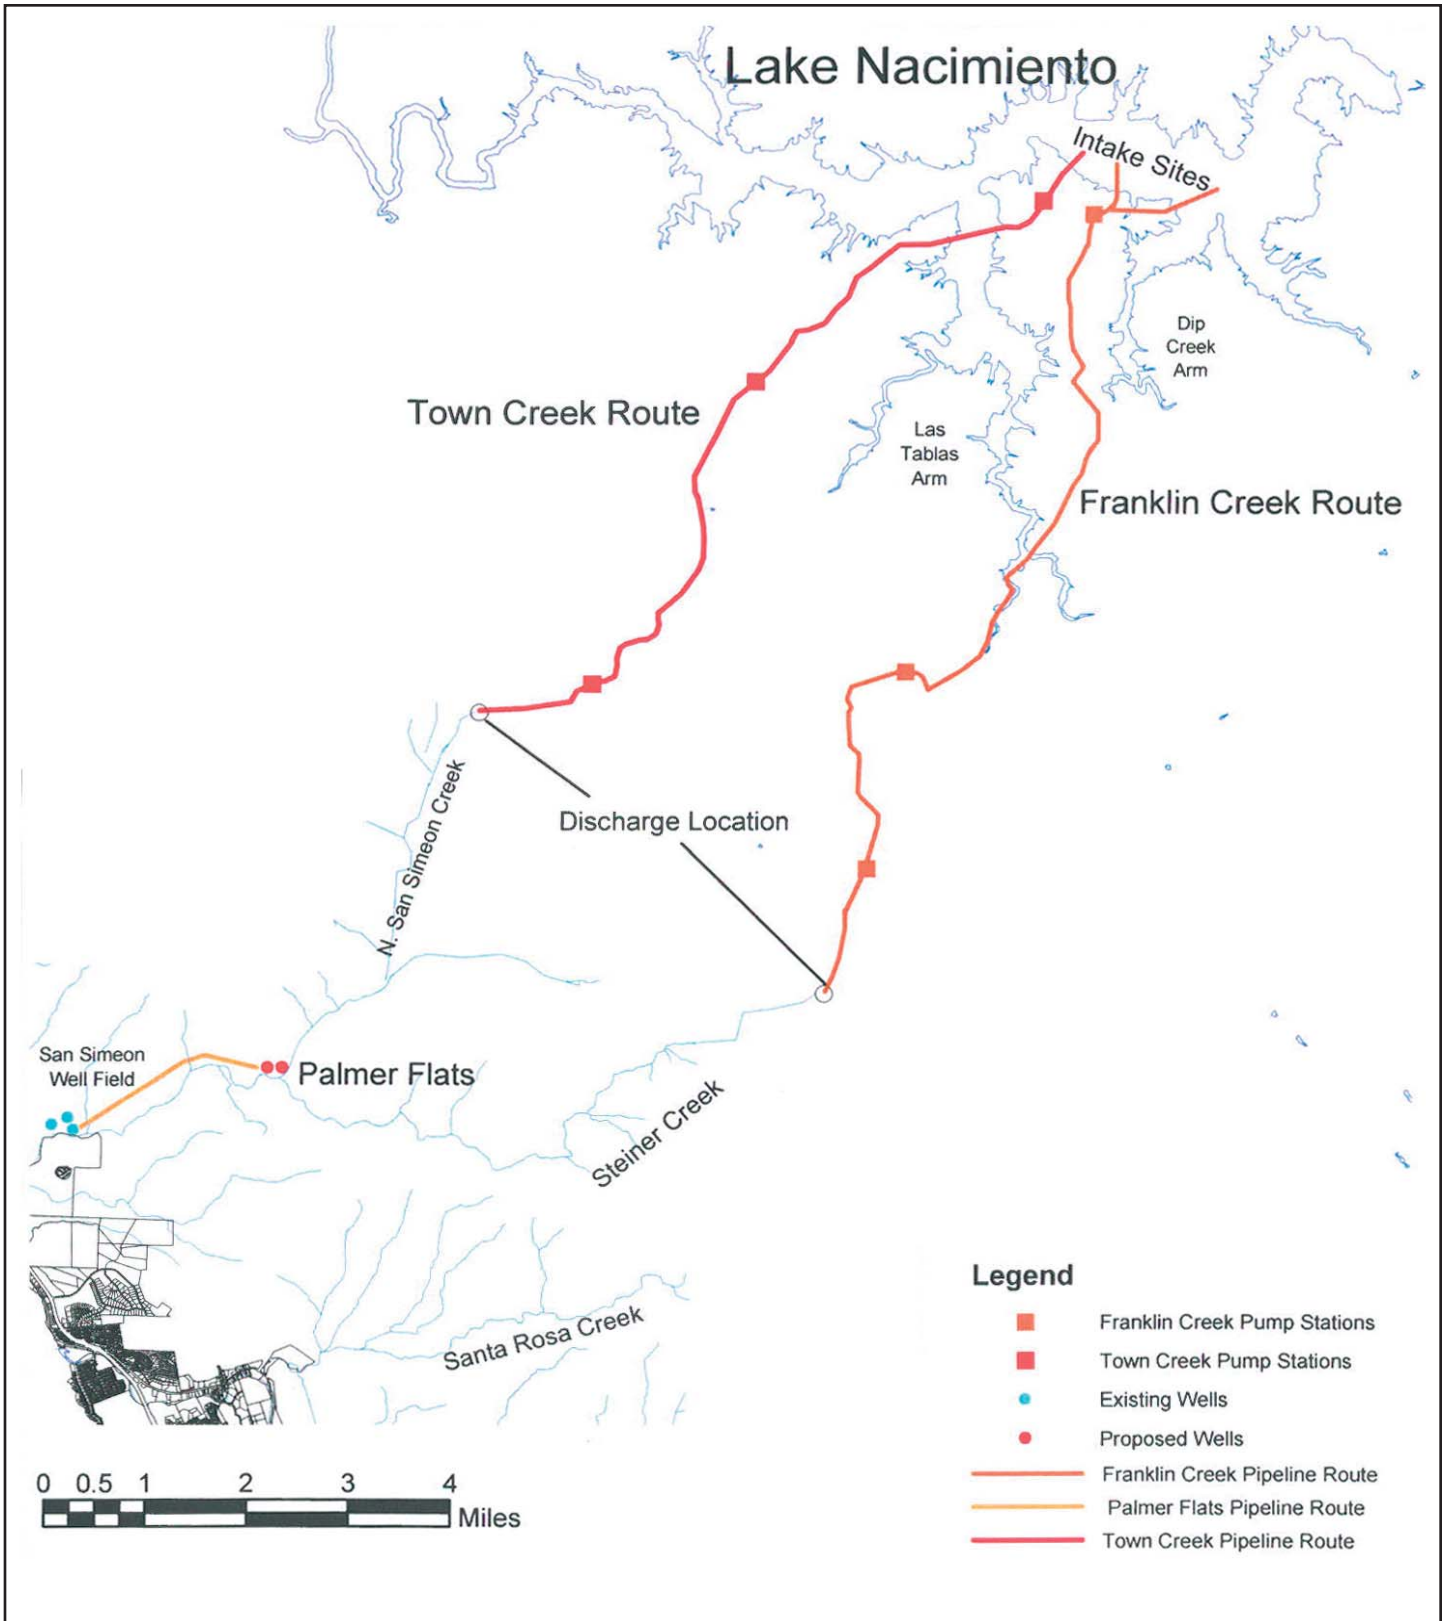 Lake Nacimiento
Intake Sites
Dip
Creek
Arm
Town Creek Route
Las
Tablas
Arm
Franklin Creek Route
N. San Simeon Creek
Discharge Location
San Simeon
Well Field
Palmer Flats
Steiner Creek
Santa Rosa Creek
Legend
Franklin Creek Pump Stations
Town Creek Pump Stations
Existing Wells
Proposed Wells
Franklin Creek Pipeline Route
Palmer Flats Pipeline Route
Town Creek Pipeline Route
0 0.5 1 2 3 4
Miles